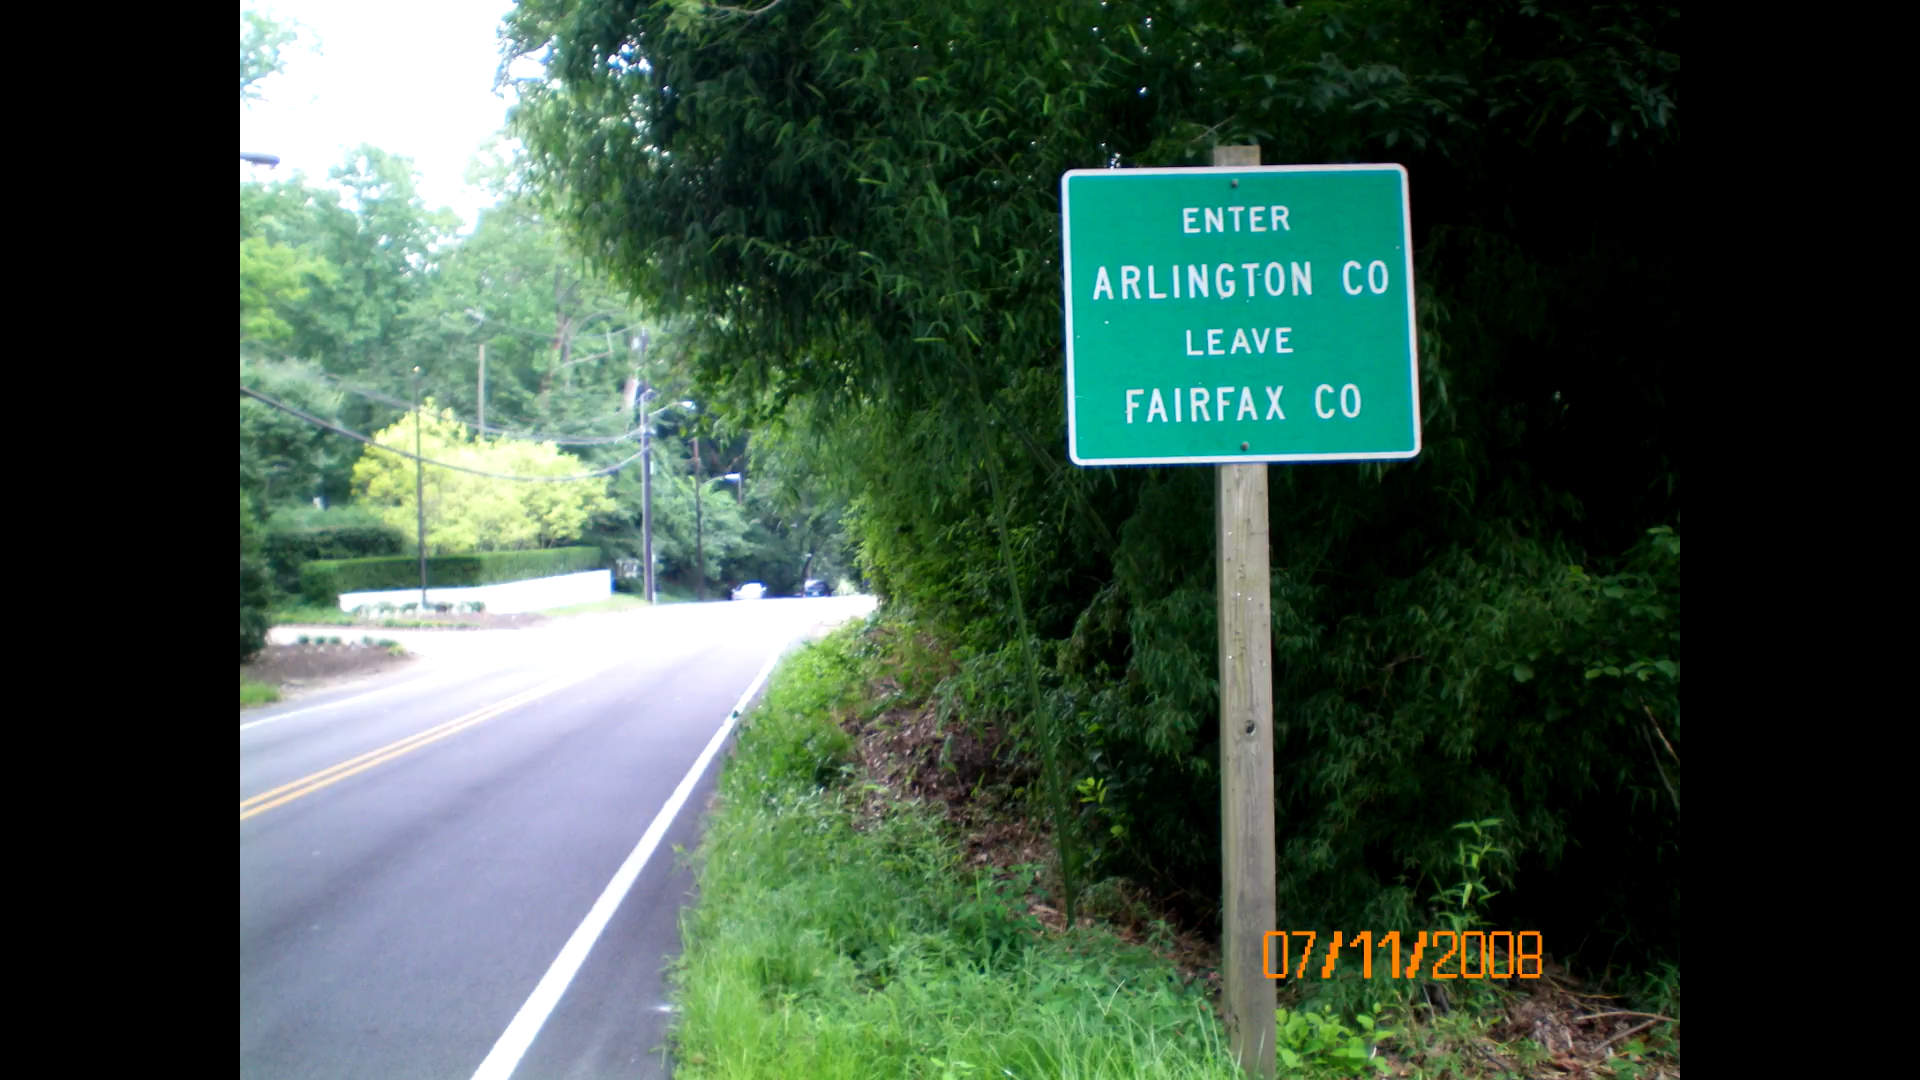 ENTER
ARLINGTON CO
LEAVE
FAIRFAX CO
07/11/2008